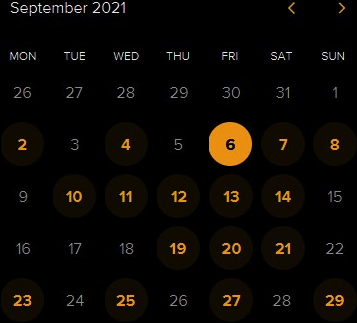 September 2021
MON TUE WED THU FRI SAT SUN
26 27 28 29 30 31 1
2 3 4 5 6 7 8
9 10 11 12 13 14 15
16 17 18 19 20 21 22
23 24 25 26 27 28 29